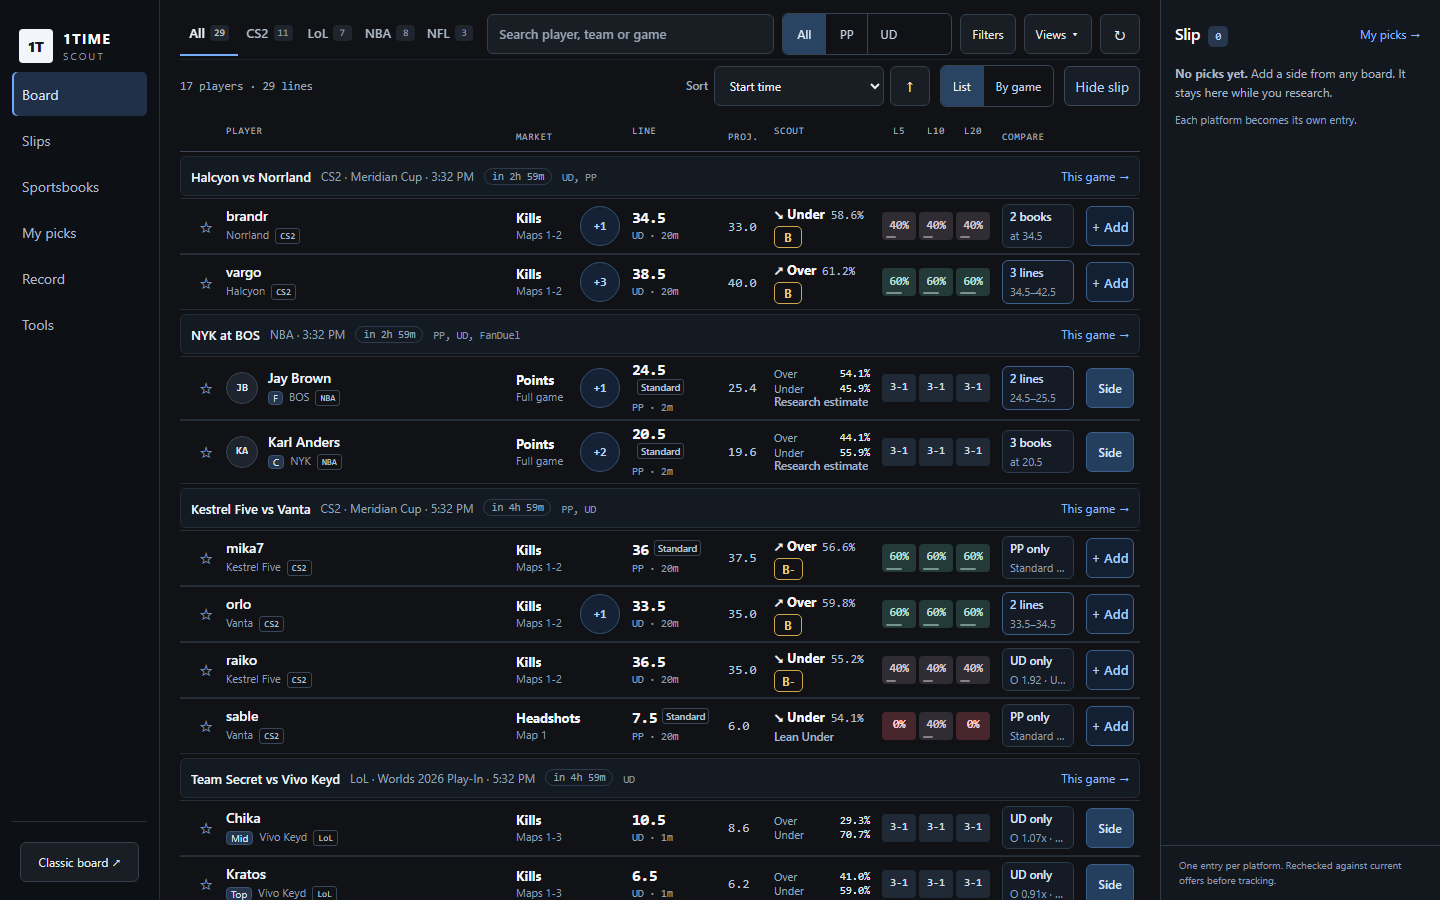 1T
1TIME
SCOUT
Board
Slips
Sportsbooks
My picks
Record
Tools
Classic board ↗
All 29 CS2 11 LoL 7 NBA 8 NFL 3
Search player, team or game
All PP UD
Filters
Views ▾
↻
17 players · 29 lines
Sort
Start time
↑
List By game
Hide slip
PLAYER MARKET LINE PROJ. SCOUT L5 L10 L20 COMPARE
Halcyon vs Norrland CS2 · Meridian Cup · 3:32 PM in 2h 59m UD, PP This game →
☆ brandr
Norrland CS2
Kills
Maps 1-2
+1
34.5
UD · 20m
33.0
↘ Under 58.6%
B
40% 40% 40%
2 books
at 34.5
+ Add
☆ vargo
Halcyon CS2
Kills
Maps 1-2
+3
38.5
UD · 20m
40.0
↗ Over 61.2%
B
60% 60% 60%
3 lines
34.5–42.5
+ Add
NYK at BOS NBA · 3:32 PM in 2h 59m PP, UD, FanDuel This game →
☆ JB Jay Brown
F BOS NBA
Points
Full game
+1
24.5
Standard
PP · 2m
25.4
Over 54.1%
Under 45.9%
Research estimate
3-1 3-1 3-1
2 lines
24.5–25.5
Side
☆ KA Karl Anders
C NYK NBA
Points
Full game
+2
20.5
Standard
PP · 2m
19.6
Over 44.1%
Under 55.9%
Research estimate
3-1 3-1 3-1
3 books
at 20.5
Side
Kestrel Five vs Vanta CS2 · Meridian Cup · 5:32 PM in 4h 59m PP, UD This game →
☆ mika7
Kestrel Five CS2
Kills
Maps 1-2
36 Standard
PP · 20m
37.5
↗ Over 56.6%
B-
60% 60% 60%
PP only
Standard ...
+ Add
☆ orlo
Vanta CS2
Kills
Maps 1-2
+1
33.5
UD · 20m
35.0
↗ Over 59.8%
B
60% 60% 60%
2 lines
33.5–34.5
+ Add
☆ raiko
Kestrel Five CS2
Kills
Maps 1-2
36.5
UD · 20m
35.0
↘ Under 55.2%
B-
40% 40% 40%
UD only
O 1.92 · U...
+ Add
☆ sable
Vanta CS2
Headshots
Map 1
7.5 Standard
PP · 20m
6.0
↘ Under 54.1%
Lean Under
0% 40% 0%
PP only
Standard ...
+ Add
Team Secret vs Vivo Keyd LoL · Worlds 2026 Play-In · 5:32 PM in 4h 59m UD This game →
☆ Chika
Mid Vivo Keyd LoL
Kills
Maps 1-3
10.5
UD · 1m
8.6
Over 29.3%
Under 70.7%
3-1 3-1 3-1
UD only
O 1.07x · ...
Side
☆ Kratos
Top Vivo Keyd LoL
Kills
Maps 1-3
6.5
UD · 1m
6.2
Over 41.0%
Under 59.0%
3-1 3-1 3-1
UD only
O 0.91x · ...
Side
Slip 0
My picks →
No picks yet. Add a side from any board. It
stays here while you research.
Each platform becomes its own entry.
One entry per platform. Rechecked against current
offers before tracking.